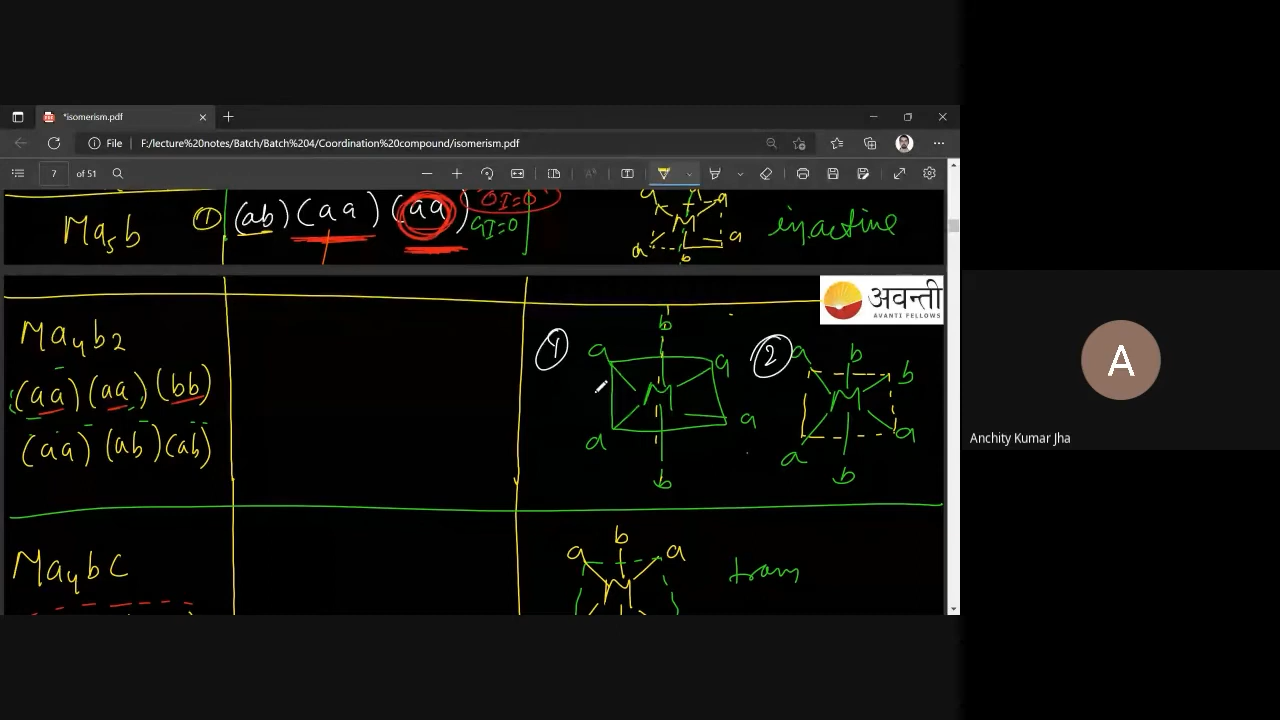 *isomerism.pdf
File F:/lecture%20notes/Batch/Batch%204/Coordination%20compound/isomerism.pdf
7 of 51
Ma₅b ① (ab) (aa) (aa) OI=0 inactive
GI=0
a a b
अवन्ती
AVANTI FELLOWS
Ma₄b₂
(aa) (aa) (bb)
(aa) (ab) (ab)
① b
a a
M
a a
b
② a b b
M
a a
b
Ma₄bc
a b a trans
M
A
Anchity Kumar Jha